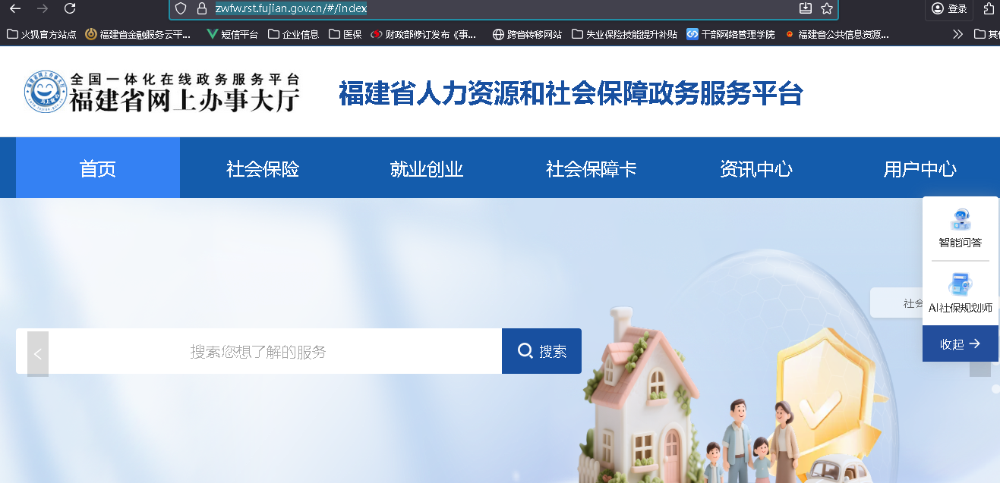 zwfw.rst.fujian.gov.cn/#/index
登录
火狐官方站点
福建省金融服务云平...
短信平台
企业信息
医保
财政部修订发布《事...
跨省转移网站
失业保险技能提升补贴
干部网络管理学院
福建省公共信息资源...
其他
全国一体化在线政务服务平台
福建省网上办事大厅
福建省人力资源和社会保障政务服务平台
首页
社会保险
就业创业
社会保障卡
资讯中心
用户中心
智能问答
社会
AI社保规划师
收起
搜索您想了解的服务
搜索